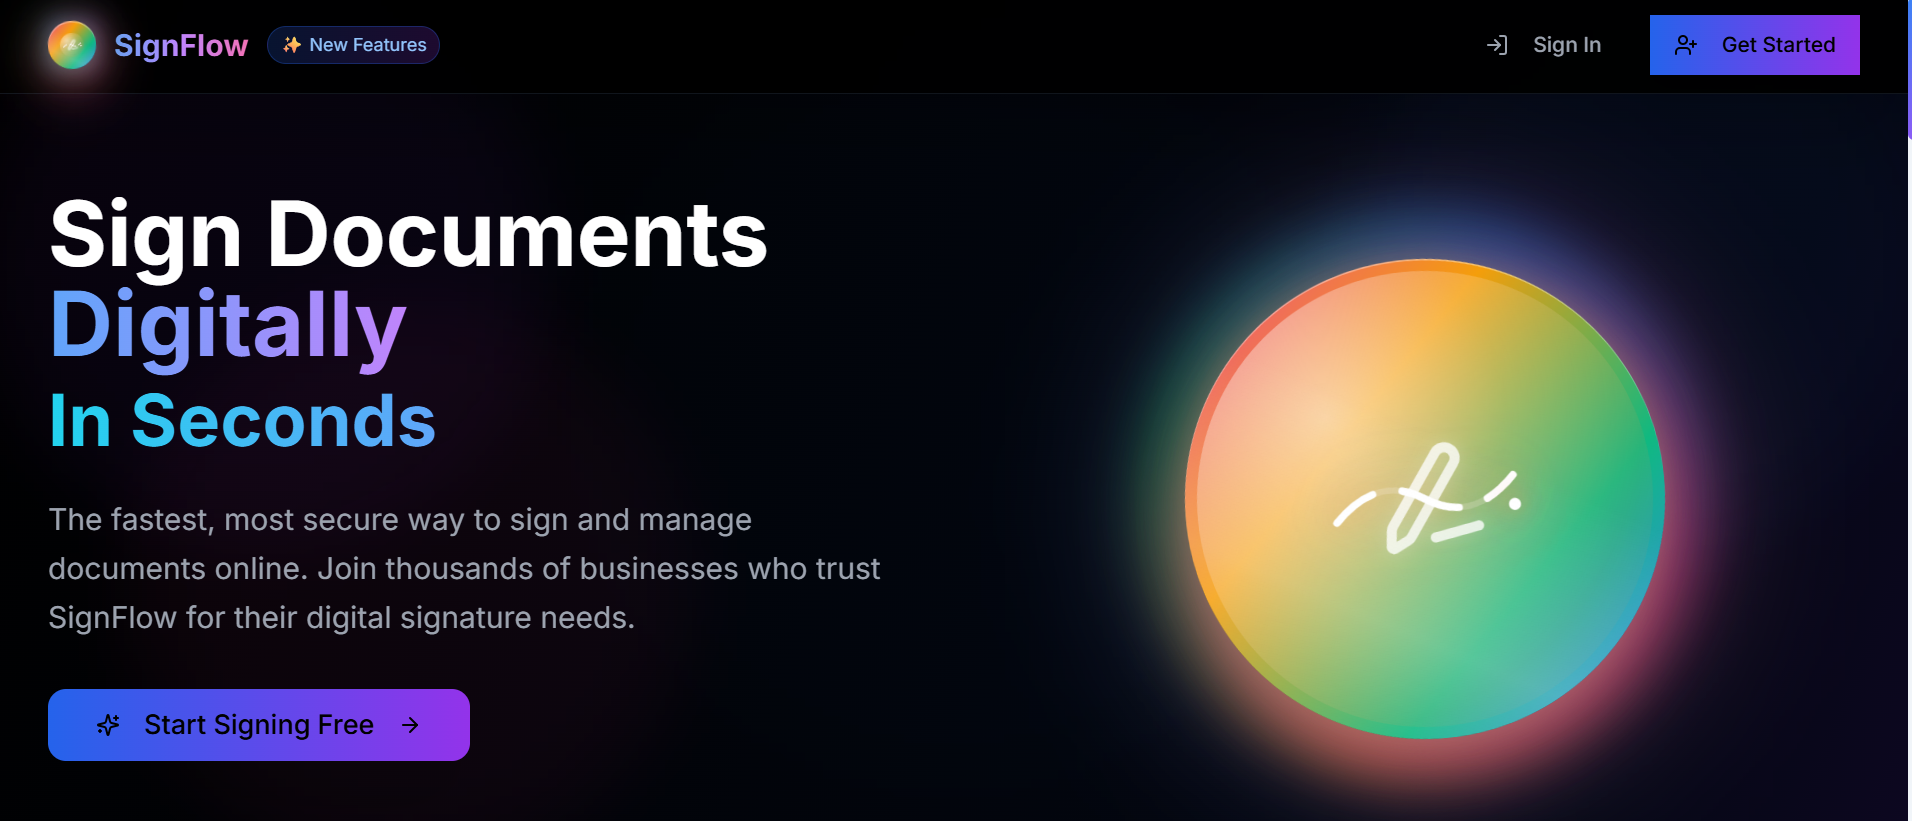 SignFlow
✨ New Features
Sign In
Get Started
Sign Documents
Digitally
In Seconds
The fastest, most secure way to sign and manage
documents online. Join thousands of businesses who trust
SignFlow for their digital signature needs.
Start Signing Free